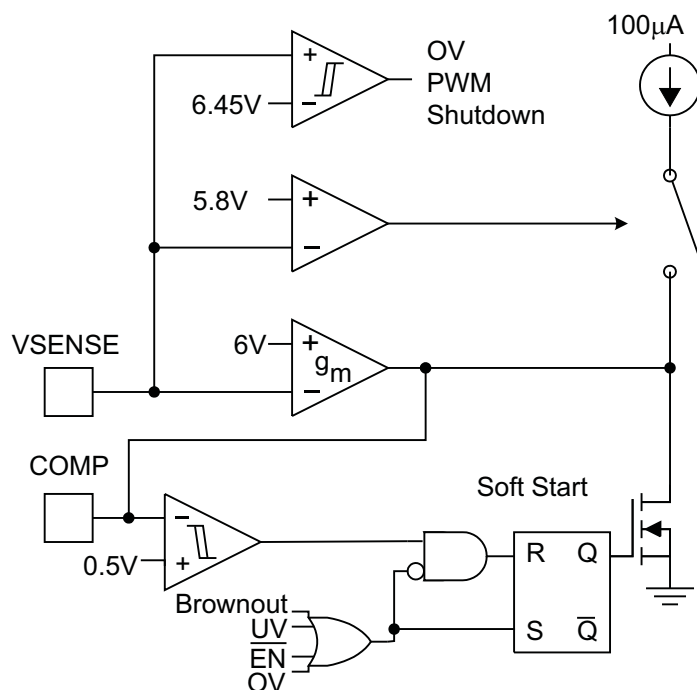 100μA
+
OV
PWM
Shutdown
6.45V
−
5.8V
+
−
VSENSE
6V
+
gm
−
COMP
Soft Start
−
0.5V
+
R
Q
Brownout
UV
S
Q̅
E̅N̅
OV